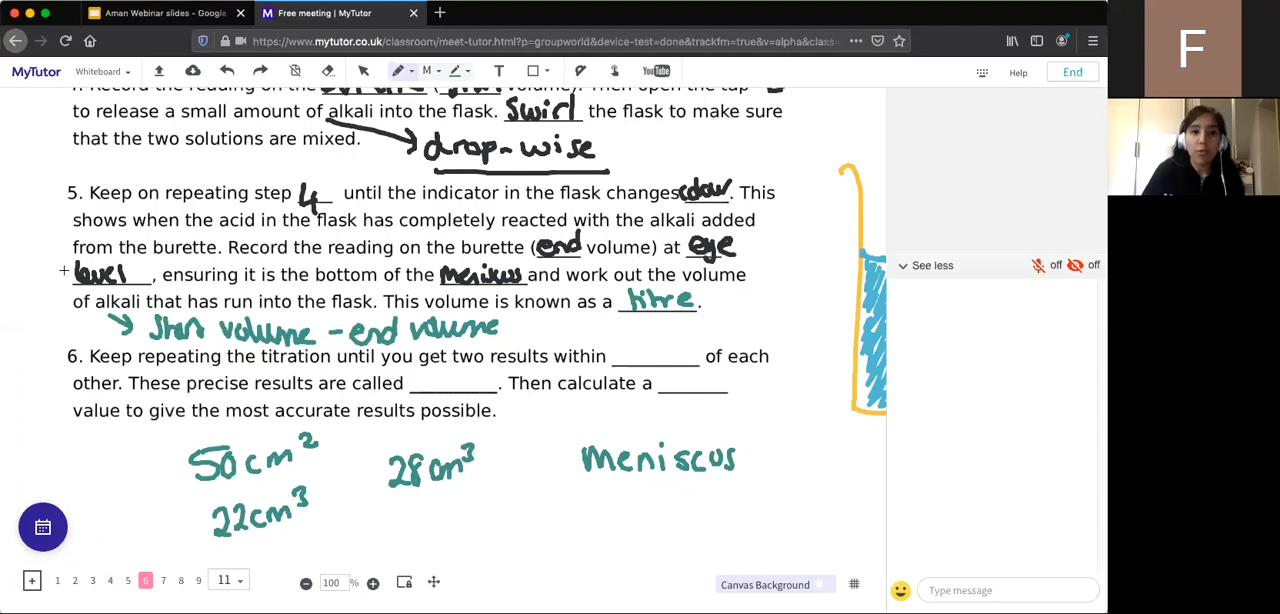 Aman Webinar slides - Google
Free meeting | MyTutor
https://www.mytutor.co.uk/classroom/meet-tutor.html?p=groupworld&device-test=done&trackfm=true&v=alpha&class=
MyTutor
Whiteboard
M
T
YouTube
Help
End
F
to release a small amount of alkali into the flask. Swirl the flask to make sure
that the two solutions are mixed.
drop-wise
5. Keep on repeating step 4 until the indicator in the flask changes colour. This
shows when the acid in the flask has completely reacted with the alkali added
from the burette. Record the reading on the burette (end volume) at eye
level, ensuring it is the bottom of the meniscus and work out the volume
of alkali that has run into the flask. This volume is known as a titre.
start volume - end volume
6. Keep repeating the titration until you get two results within __________ of each
other. These precise results are called __________. Then calculate a ________
value to give the most accurate results possible.
50cm² 28cm³ meniscus
22cm³
See less
off off
1 2 3 4 5 6 7 8 9 11
100 %
Canvas Background
Type message